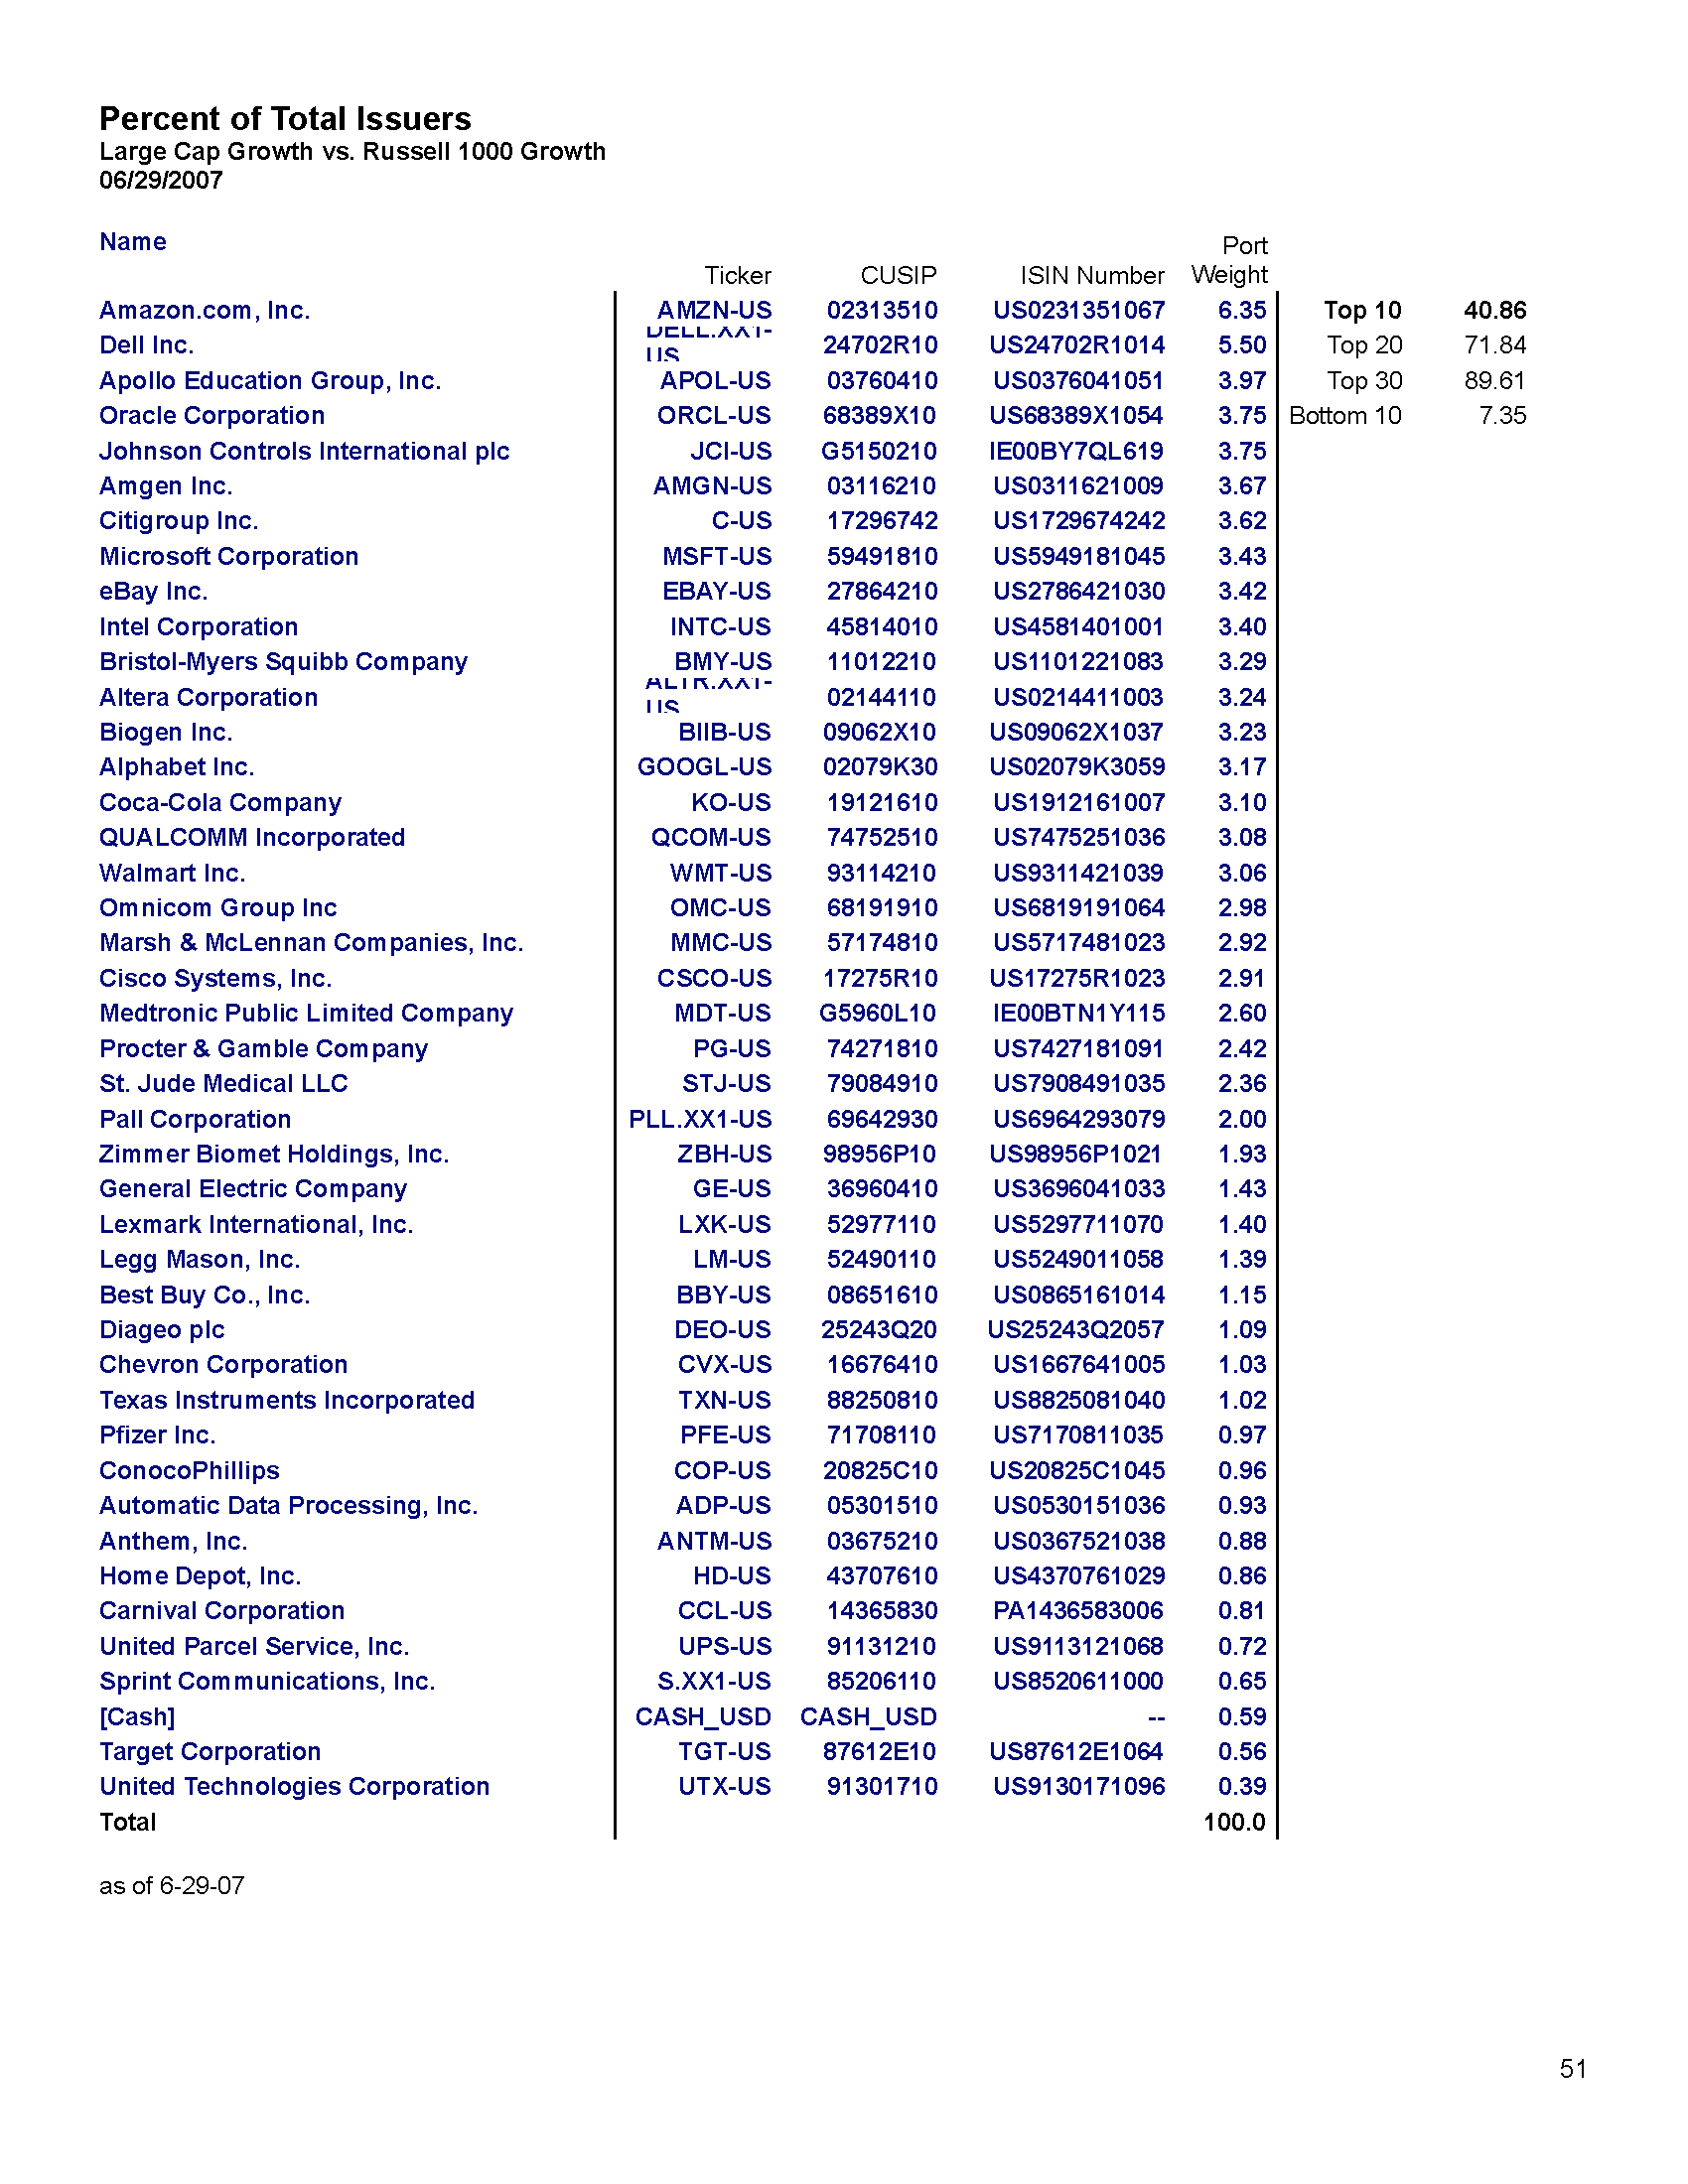 Percent of Total Issuers
Large Cap Growth vs. Russell 1000 Growth
06/29/2007
Name Ticker CUSIP ISIN Number Port Weight
Amazon.com, Inc. AMZN-US 02313510 US0231351067 6.35 Top 10 40.86
Dell Inc. DELL.XX1-US 24702R10 US24702R1014 5.50 Top 20 71.84
Apollo Education Group, Inc. APOL-US 03760410 US0376041051 3.97 Top 30 89.61
Oracle Corporation ORCL-US 68389X10 US68389X1054 3.75 Bottom 10 7.35
Johnson Controls International plc JCI-US G5150210 IE00BY7QL619 3.75
Amgen Inc. AMGN-US 03116210 US0311621009 3.67
Citigroup Inc. C-US 17296742 US1729674242 3.62
Microsoft Corporation MSFT-US 59491810 US5949181045 3.43
eBay Inc. EBAY-US 27864210 US2786421030 3.42
Intel Corporation INTC-US 45814010 US4581401001 3.40
Bristol-Myers Squibb Company BMY-US 11012210 US1101221083 3.29
Altera Corporation ALTR.XX1-US 02144110 US0214411003 3.24
Biogen Inc. BIIB-US 09062X10 US09062X1037 3.23
Alphabet Inc. GOOGL-US 02079K30 US02079K3059 3.17
Coca-Cola Company KO-US 19121610 US1912161007 3.10
QUALCOMM Incorporated QCOM-US 74752510 US7475251036 3.08
Walmart Inc. WMT-US 93114210 US9311421039 3.06
Omnicom Group Inc OMC-US 68191910 US6819191064 2.98
Marsh & McLennan Companies, Inc. MMC-US 57174810 US5717481023 2.92
Cisco Systems, Inc. CSCO-US 17275R10 US17275R1023 2.91
Medtronic Public Limited Company MDT-US G5960L10 IE00BTN1Y115 2.60
Procter & Gamble Company PG-US 74271810 US7427181091 2.42
St. Jude Medical LLC STJ-US 79084910 US7908491035 2.36
Pall Corporation PLL.XX1-US 69642930 US6964293079 2.00
Zimmer Biomet Holdings, Inc. ZBH-US 98956P10 US98956P1021 1.93
General Electric Company GE-US 36960410 US3696041033 1.43
Lexmark International, Inc. LXK-US 52977110 US5297711070 1.40
Legg Mason, Inc. LM-US 52490110 US5249011058 1.39
Best Buy Co., Inc. BBY-US 08651610 US0865161014 1.15
Diageo plc DEO-US 25243Q20 US25243Q2057 1.09
Chevron Corporation CVX-US 16676410 US1667641005 1.03
Texas Instruments Incorporated TXN-US 88250810 US8825081040 1.02
Pfizer Inc. PFE-US 71708110 US7170811035 0.97
ConocoPhillips COP-US 20825C10 US20825C1045 0.96
Automatic Data Processing, Inc. ADP-US 05301510 US0530151036 0.93
Anthem, Inc. ANTM-US 03675210 US0367521038 0.88
Home Depot, Inc. HD-US 43707610 US4370761029 0.86
Carnival Corporation CCL-US 14365830 PA1436583006 0.81
United Parcel Service, Inc. UPS-US 91131210 US9113121068 0.72
Sprint Communications, Inc. S.XX1-US 85206110 US8520611000 0.65
[Cash] CASH_USD CASH_USD -- 0.59
Target Corporation TGT-US 87612E10 US87612E1064 0.56
United Technologies Corporation UTX-US 91301710 US9130171096 0.39
Total 100.0
as of 6-29-07
51